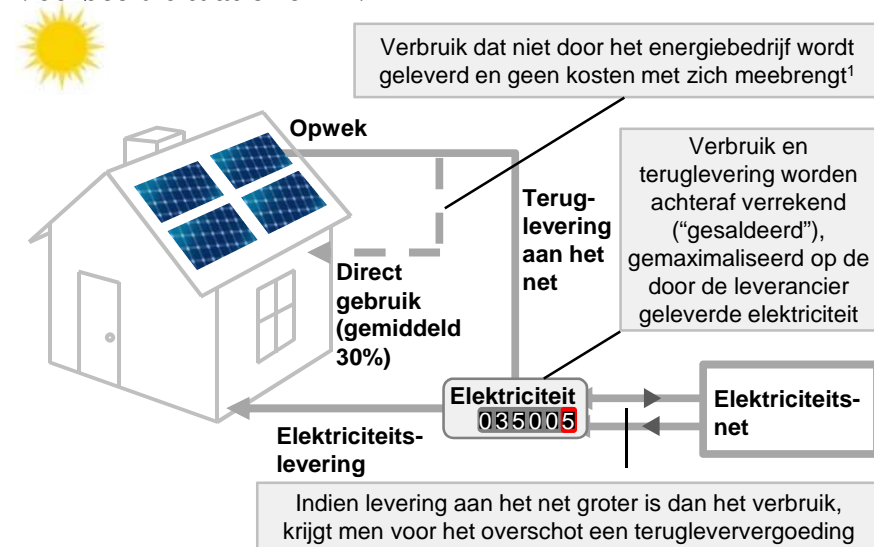 Verbruik dat niet door het energiebedrijf wordt
geleverd en geen kosten met zich meebrengt1
Opwek
Verbruik en
teruglevering worden
achteraf verrekend
(“gesaldeerd”),
gemaximaliseerd op de
door de leverancier
geleverde elektriciteit
Terug-
levering
aan het
net
Direct
gebruik
(gemiddeld
30%)
Elektriciteit
035005
Elektriciteits-
net
Elektriciteits-
levering
Indien levering aan het net groter is dan het verbruik,
krijgt men voor het overschot een terugleververgoeding